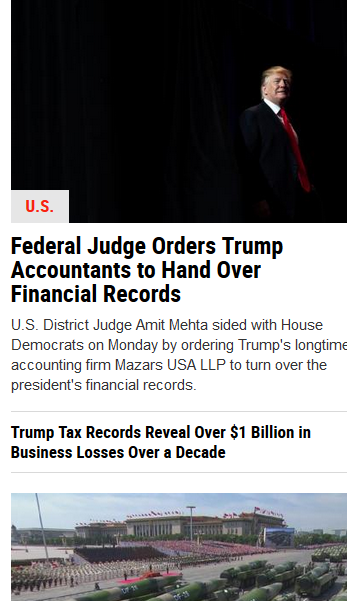 U.S.
Federal Judge Orders Trump
Accountants to Hand Over
Financial Records
U.S. District Judge Amit Mehta sided with House
Democrats on Monday by ordering Trump's longtime
accounting firm Mazars USA LLP to turn over the
president's financial records.
Trump Tax Records Reveal Over $1 Billion in
Business Losses Over a Decade